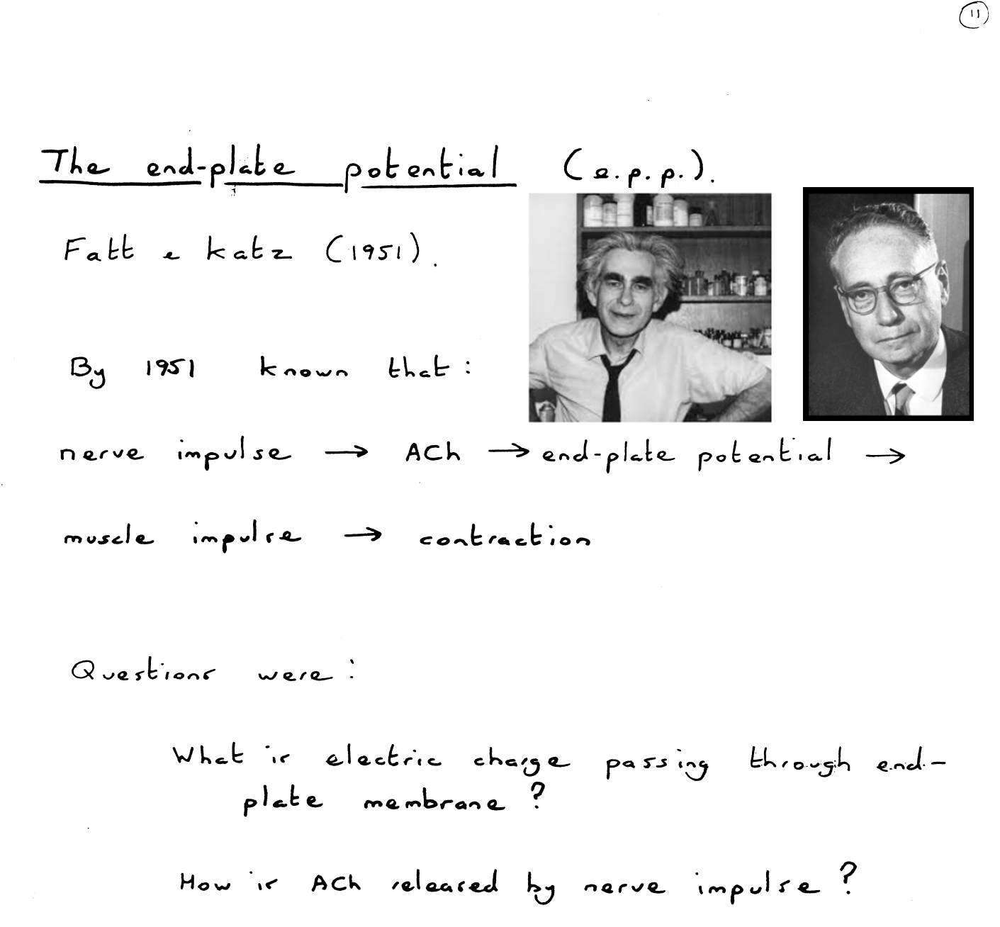 11
The end-plate potential (e.p.p.).
Fatt & Katz (1951).
By 1951 known that:
nerve impulse → ACh → end-plate potential →
muscle impulse → contraction
Questions were:
What is electric charge passing through end-
plate membrane?
How is ACh released by nerve impulse?